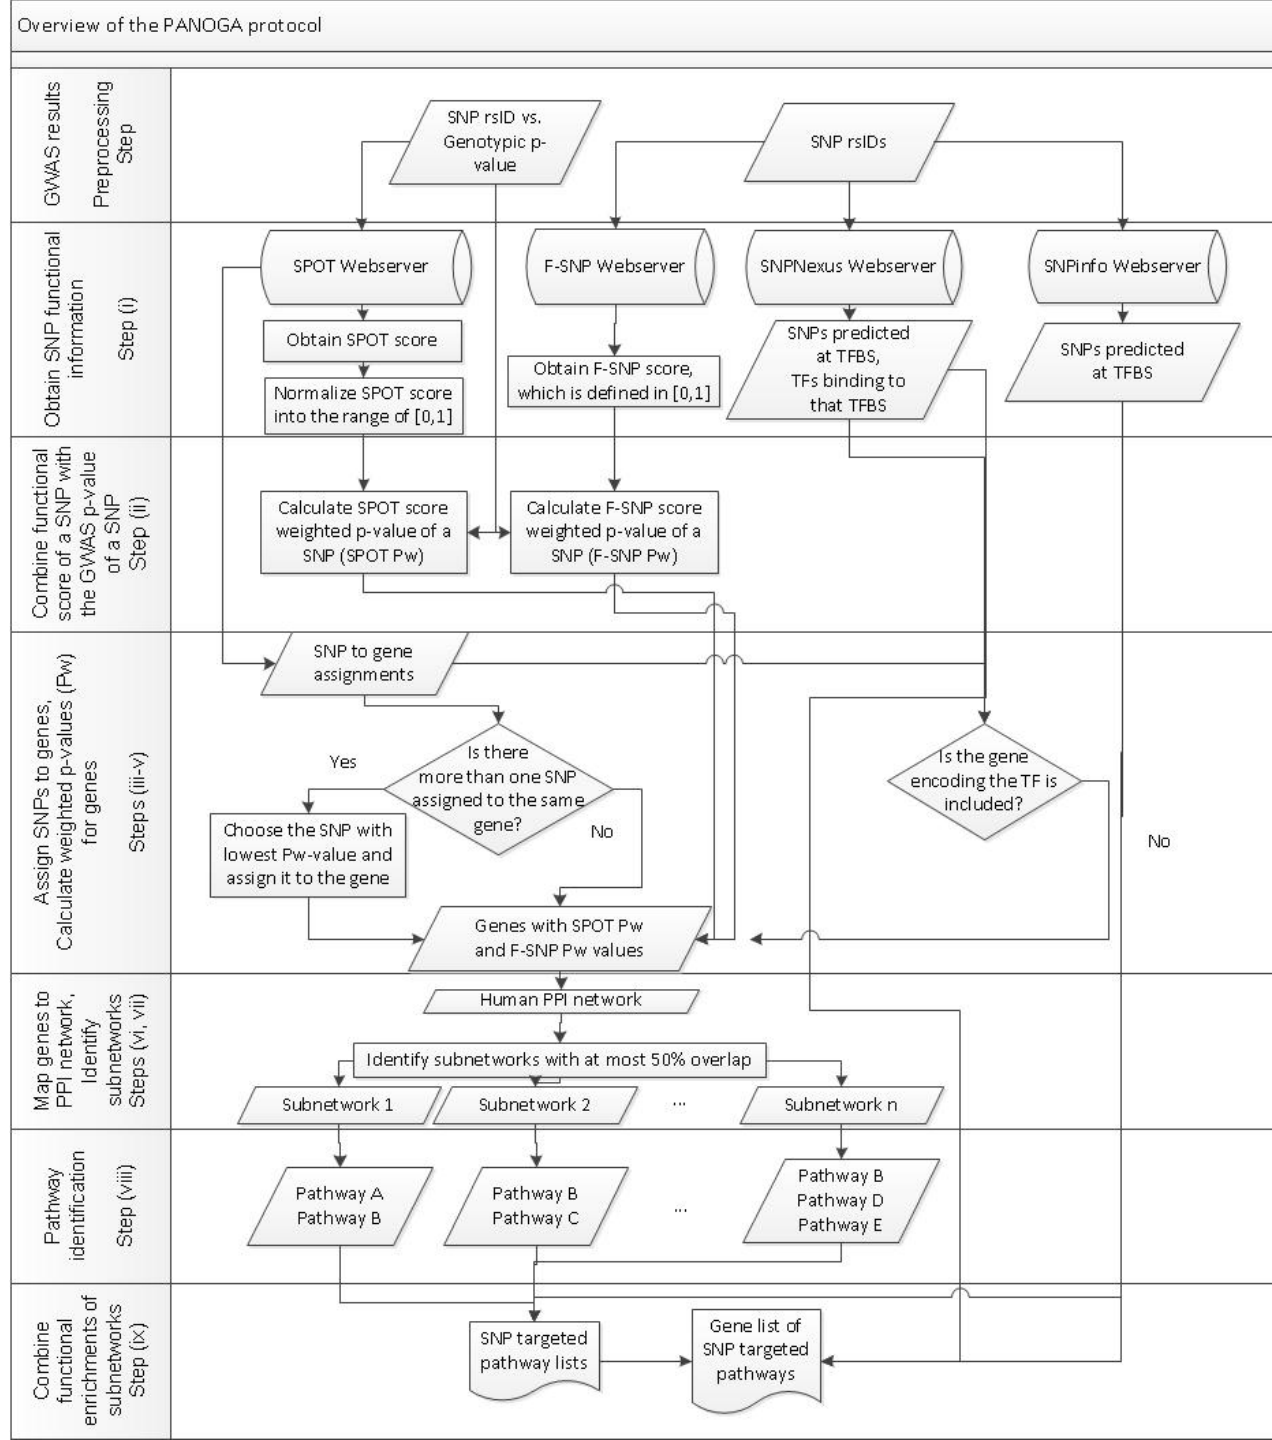 Overview of the PANOGA protocol
GWAS results
Preprocessing
Step
SNP rsID vs.
Genotypic p-
value
SNP rsIDs
Obtain SNP functional
information
Step (i)
SPOT Webserver
F-SNP Webserver
SNPNexus Webserver
SNPinfo Webserver
Obtain SPOT score
Normalize SPOT score
into the range of [0,1]
Obtain F-SNP score,
which is defined in [0,1]
SNPs predicted
at TFBS,
TFs binding to
that TFBS
SNPs predicted
at TFBS
Combine functional
score of a SNP with
the GWAS p-value
of a SNP
Step (ii)
Calculate SPOT score
weighted p-value of a
SNP (SPOT Pw)
Calculate F-SNP score
weighted p-value of a
SNP (F-SNP Pw)
Assign SNPs to genes,
Calculate weighted p-values (Pw)
for genes
Steps (iii-v)
SNP to gene
assignments
Is there
more than one SNP
assigned to the same
gene?
Yes
No
Choose the SNP with
lowest Pw-value and
assign it to the gene
Is the gene
encoding the TF is
included?
No
Genes with SPOT Pw
and F-SNP Pw values
Map genes to
PPI network,
Identify
subnetworks
Steps (vi, vii)
Human PPI network
Identify subnetworks with at most 50% overlap
Subnetwork 1
Subnetwork 2
...
Subnetwork n
Pathway
identification
Step (viii)
Pathway A
Pathway B
Pathway B
Pathway C
...
Pathway B
Pathway D
Pathway E
Combine
functional
enrichments of
subnetworks
Step (ix)
SNP targeted
pathway lists
Gene list of
SNP targeted
pathways